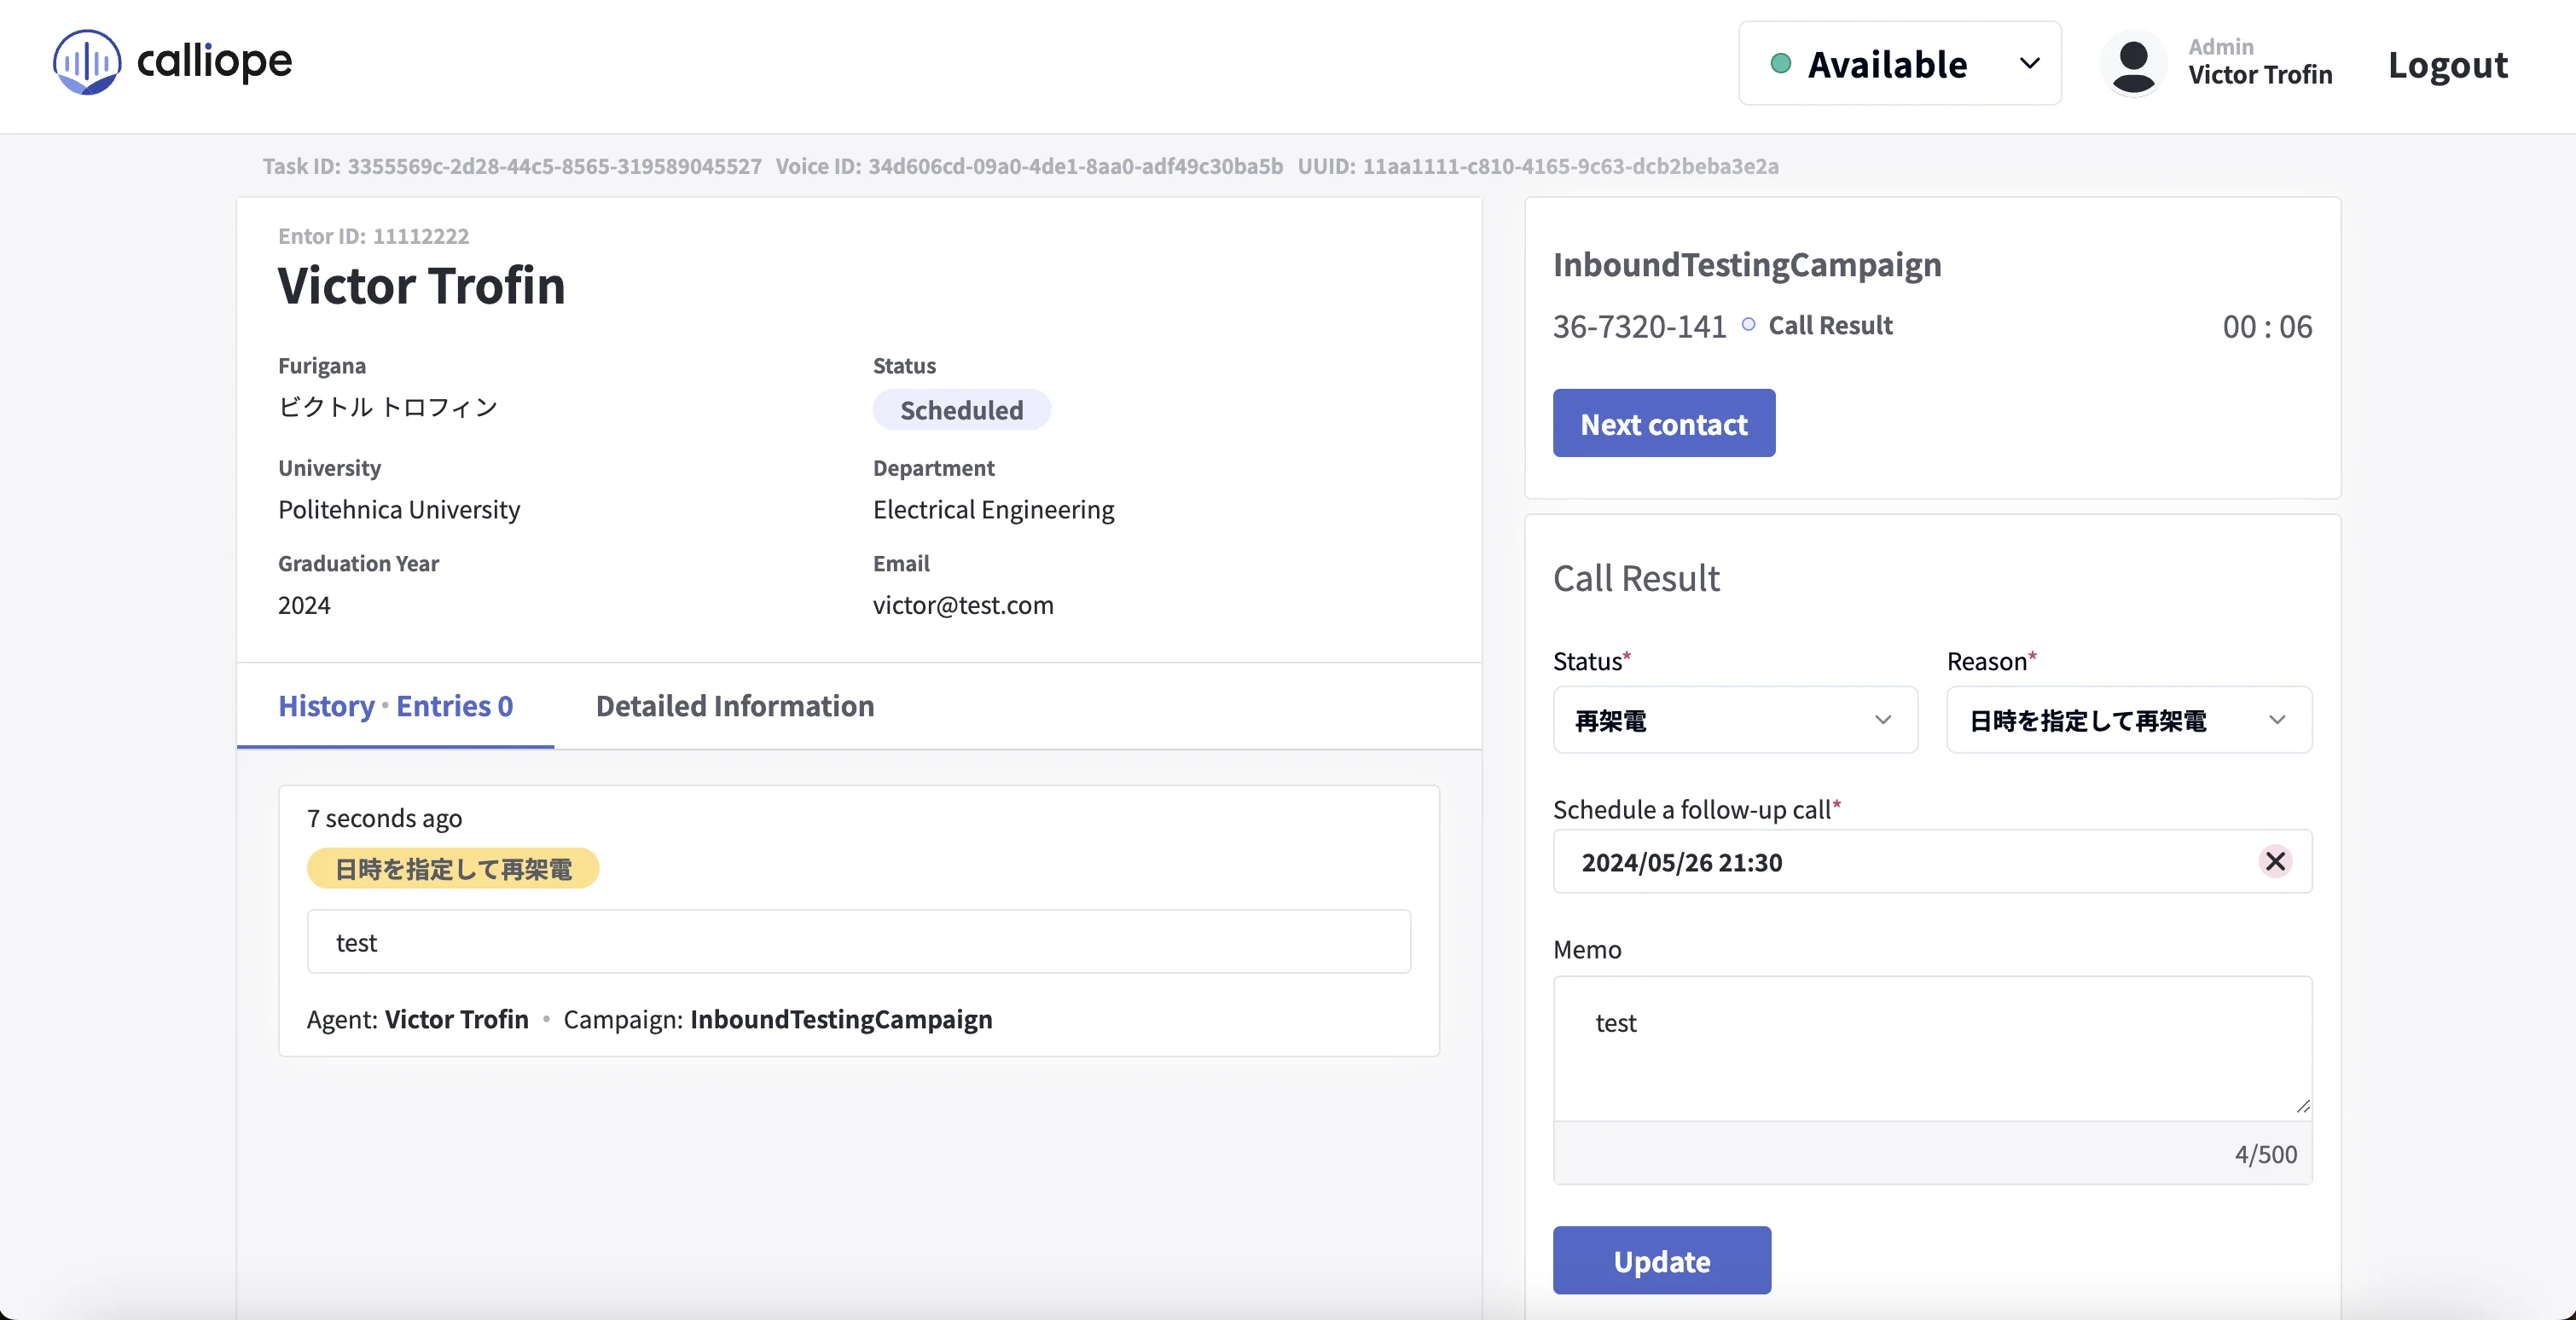 calliope
Available
Admin
Victor Trofin
Logout
Task ID: 3355569c-2d28-44c5-8565-319589045527 Voice ID: 34d606cd-09a0-4de1-8aa0-adf49c30ba5b UUID: 11aa1111-c810-4165-9c63-dcb2beba3e2a
Entor ID: 11112222
Victor Trofin
Furigana
ビクトル トロフィン
Status
Scheduled
University
Politehnica University
Department
Electrical Engineering
Graduation Year
2024
Email
victor@test.com
History • Entries 0
Detailed Information
7 seconds ago
日時を指定して再架電
test
Agent: Victor Trofin • Campaign: InboundTestingCampaign
InboundTestingCampaign
36-7320-141 Call Result
00 : 06
Next contact
Call Result
Status*
再架電
Reason*
日時を指定して再架電
Schedule a follow-up call*
2024/05/26 21:30
Memo
test
4/500
Update